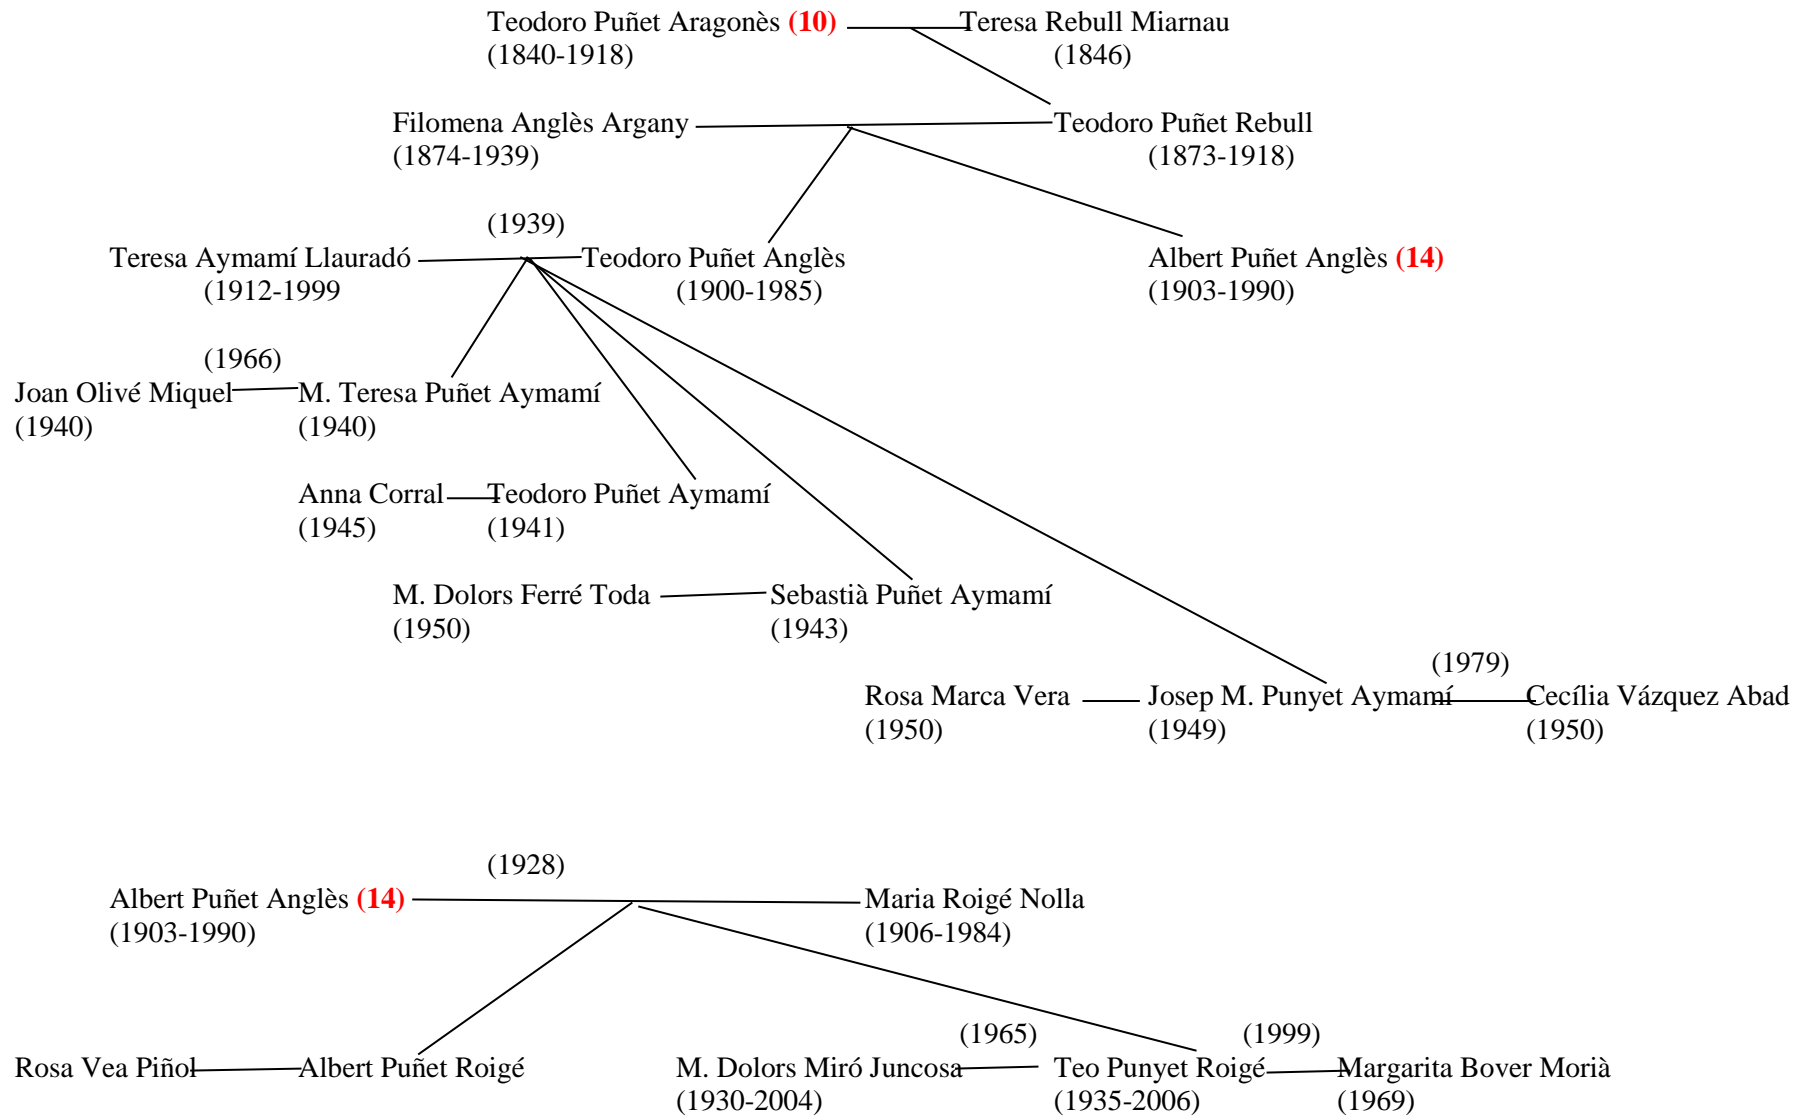 Teodoro Puñet Aragonès (10) Teresa Rebull Miarnau
(1840-1918) (1846)
Filomena Anglès Argany Teodoro Puñet Rebull
(1874-1939) (1873-1918)
(1939)
Teresa Aymamí Llauradó Teodoro Puñet Anglès Albert Puñet Anglès (14)
(1912-1999 (1900-1985) (1903-1990)
(1966)
Joan Olivé Miquel M. Teresa Puñet Aymamí
(1940) (1940)
Anna Corral Teodoro Puñet Aymamí
(1945) (1941)
M. Dolors Ferré Toda Sebastià Puñet Aymamí
(1950) (1943)
(1979)
Rosa Marca Vera Josep M. Punyet Aymamí Cecília Vázquez Abad
(1950) (1949) (1950)
(1928)
Albert Puñet Anglès (14) Maria Roigé Nolla
(1903-1990) (1906-1984)
(1965) (1999)
Rosa Vea Piñol Albert Puñet Roigé M. Dolors Miró Juncosa Teo Punyet Roigé Margarita Bover Morià
(1930-2004) (1935-2006) (1969)